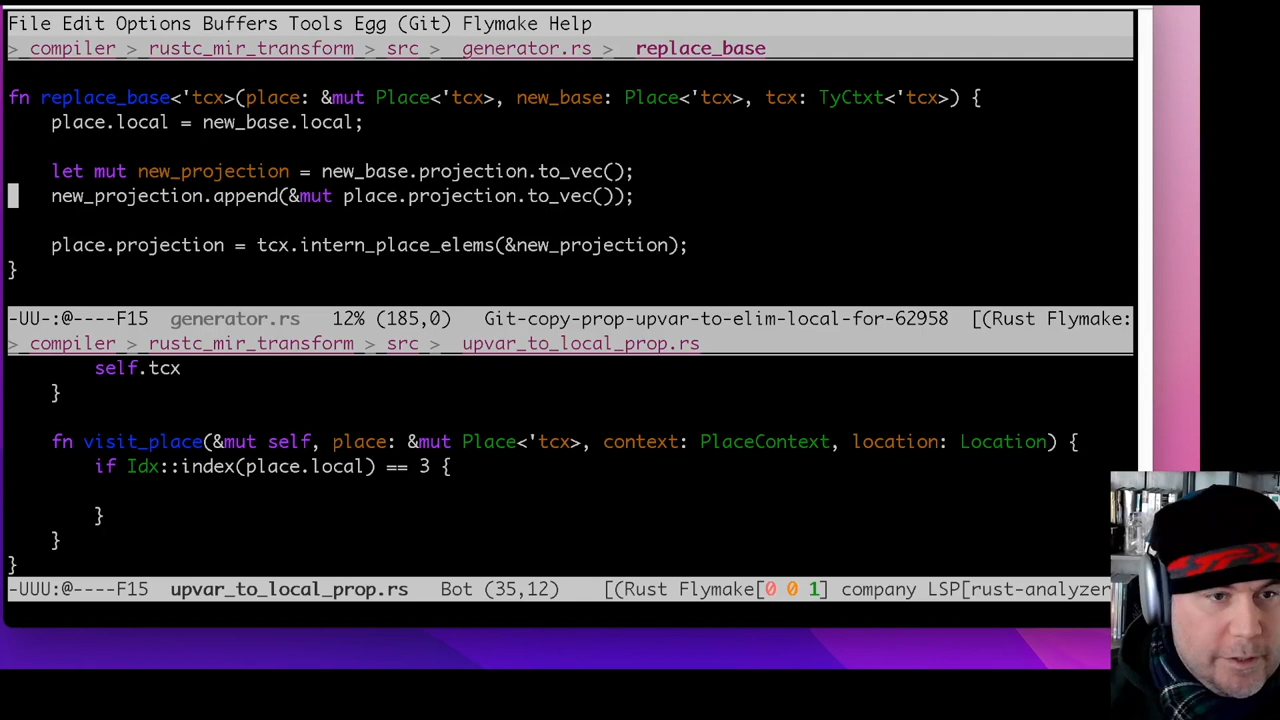 File Edit Options Buffers Tools Egg (Git) Flymake Help
> compiler > rustc_mir_transform > src > generator.rs > replace_base
fn replace_base<'tcx>(place: &mut Place<'tcx>, new_base: Place<'tcx>, tcx: TyCtxt<'tcx>) {
    place.local = new_base.local;
    let mut new_projection = new_base.projection.to_vec();
    new_projection.append(&mut place.projection.to_vec());
    place.projection = tcx.intern_place_elems(&new_projection);
}
-UU-:@----F15  generator.rs   12% (185,0)    Git-copy-prop-upvar-to-elim-local-for-62958  [(Rust Flymake:
> compiler > rustc_mir_transform > src > upvar_to_local_prop.rs
        self.tcx
    }
    fn visit_place(&mut self, place: &mut Place<'tcx>, context: PlaceContext, location: Location) {
        if Idx::index(place.local) == 3 {
        }
    }
}
-UUU:@----F15  upvar_to_local_prop.rs   Bot (35,12)    [(Rust Flymake[0 0 1] company LSP[rust-analyzer